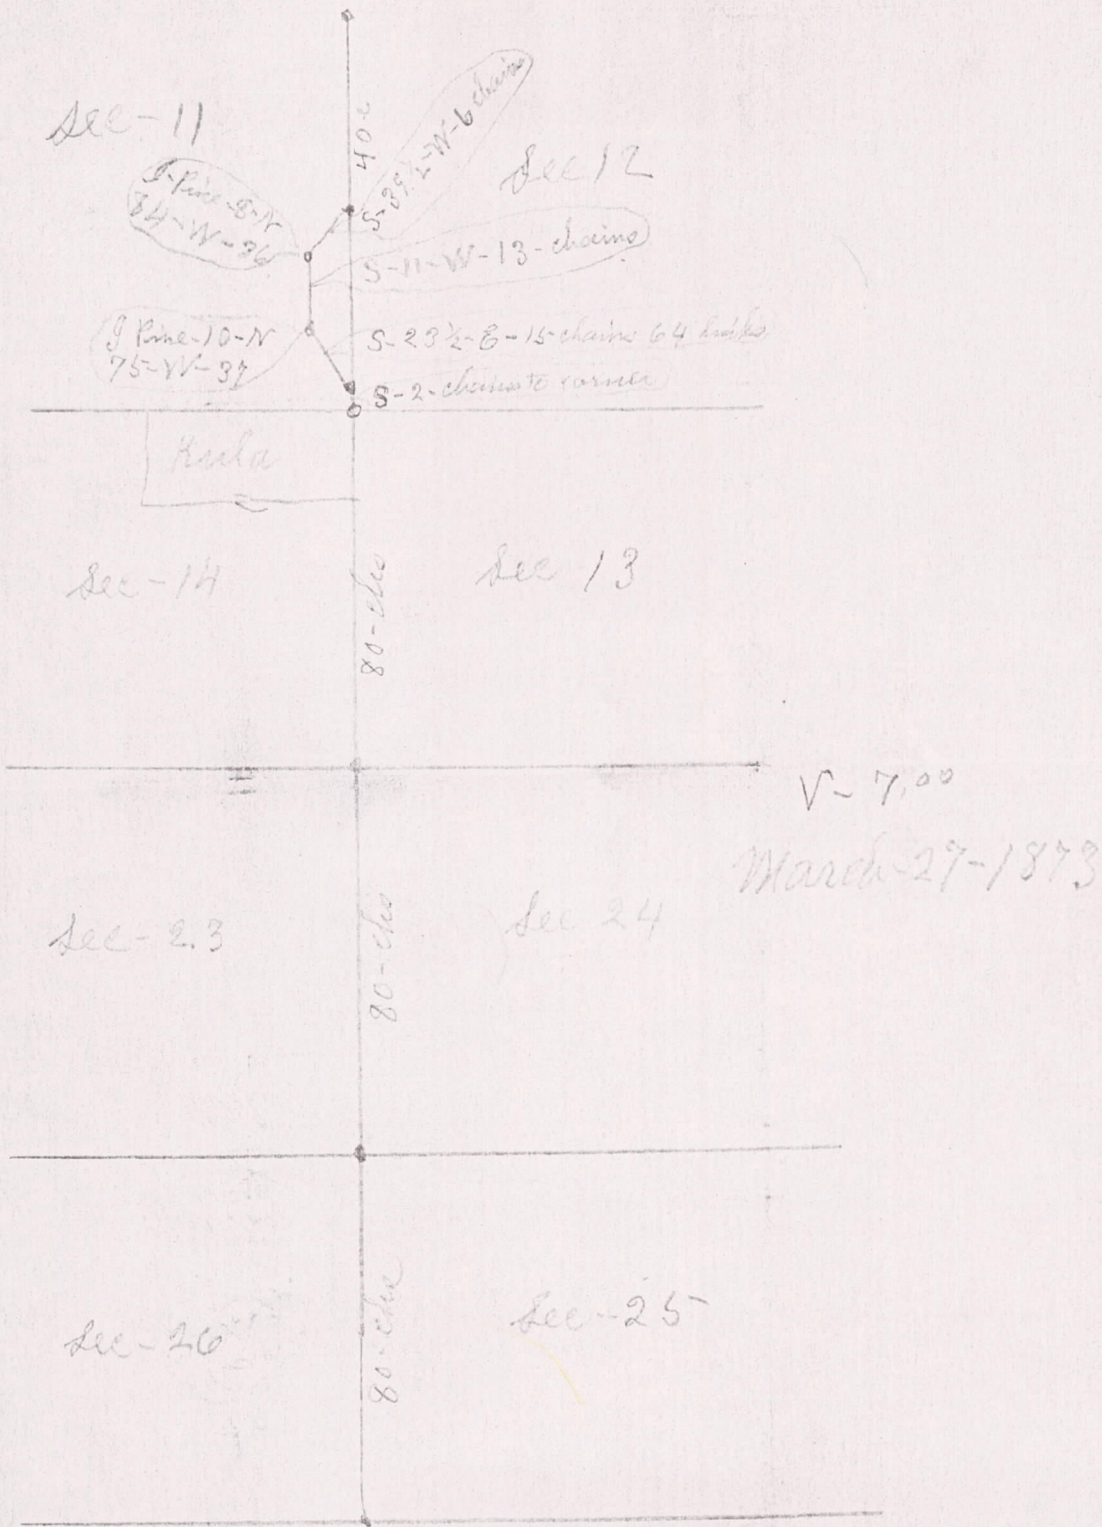 Sec-11
40-c
S-39½-W-6 chains
Sec 12
J-Pine-8-N
84-W-36
S-11-W-13-chains
J Pine-10-N
75-W-37
S-23½-E-15-chains 64 links
S-2-chains to corner
Sec-14
80-chs
Sec 13
V- 7.00
March-27-1873
Sec-23
80-chs
Sec 24
Sec-26
80-chs
Sec-25